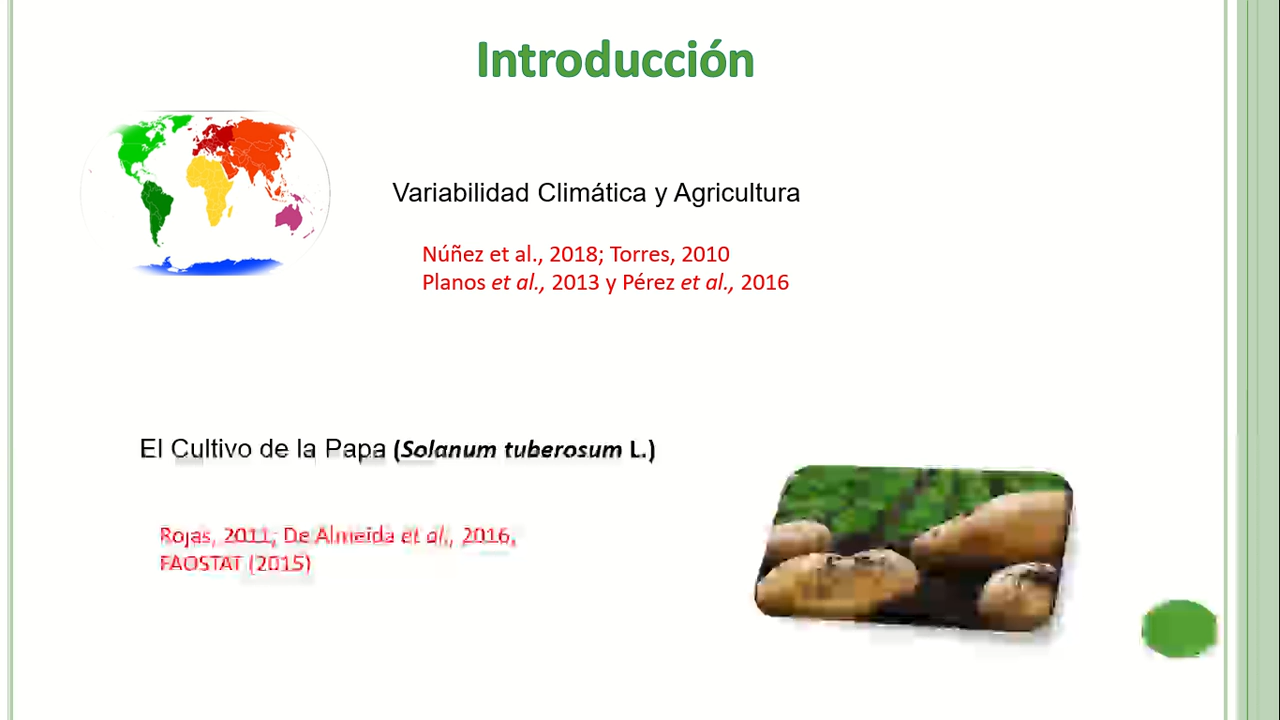 Introducción
Variabilidad Climática y Agricultura
Núñez et al., 2018; Torres, 2010
Planos et al., 2013 y Pérez et al., 2016
El Cultivo de la Papa (Solanum tuberosum L.)
Rojas, 2011; De Almeida et al., 2016,
FAOSTAT (2015)